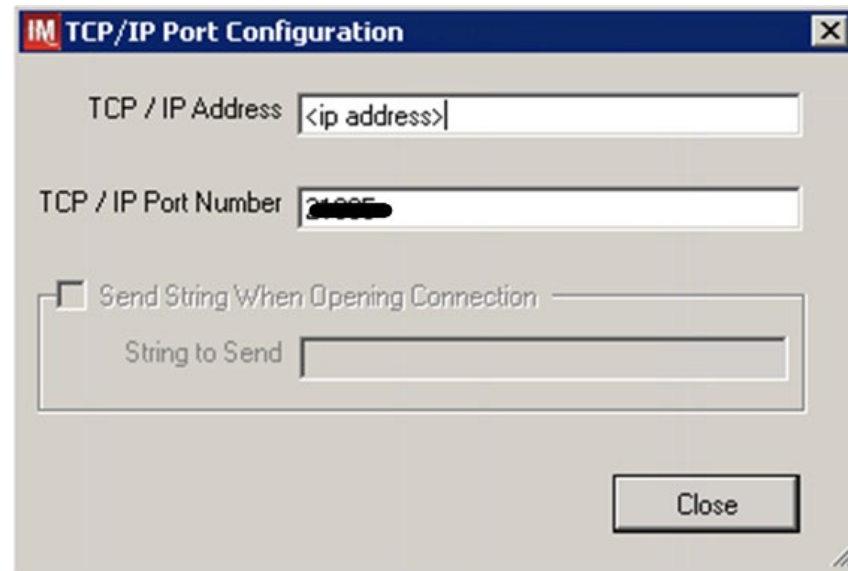 IM TCP/IP Port Configuration
TCP / IP Address <ip address>
TCP / IP Port Number
Send String When Opening Connection
String to Send
Close